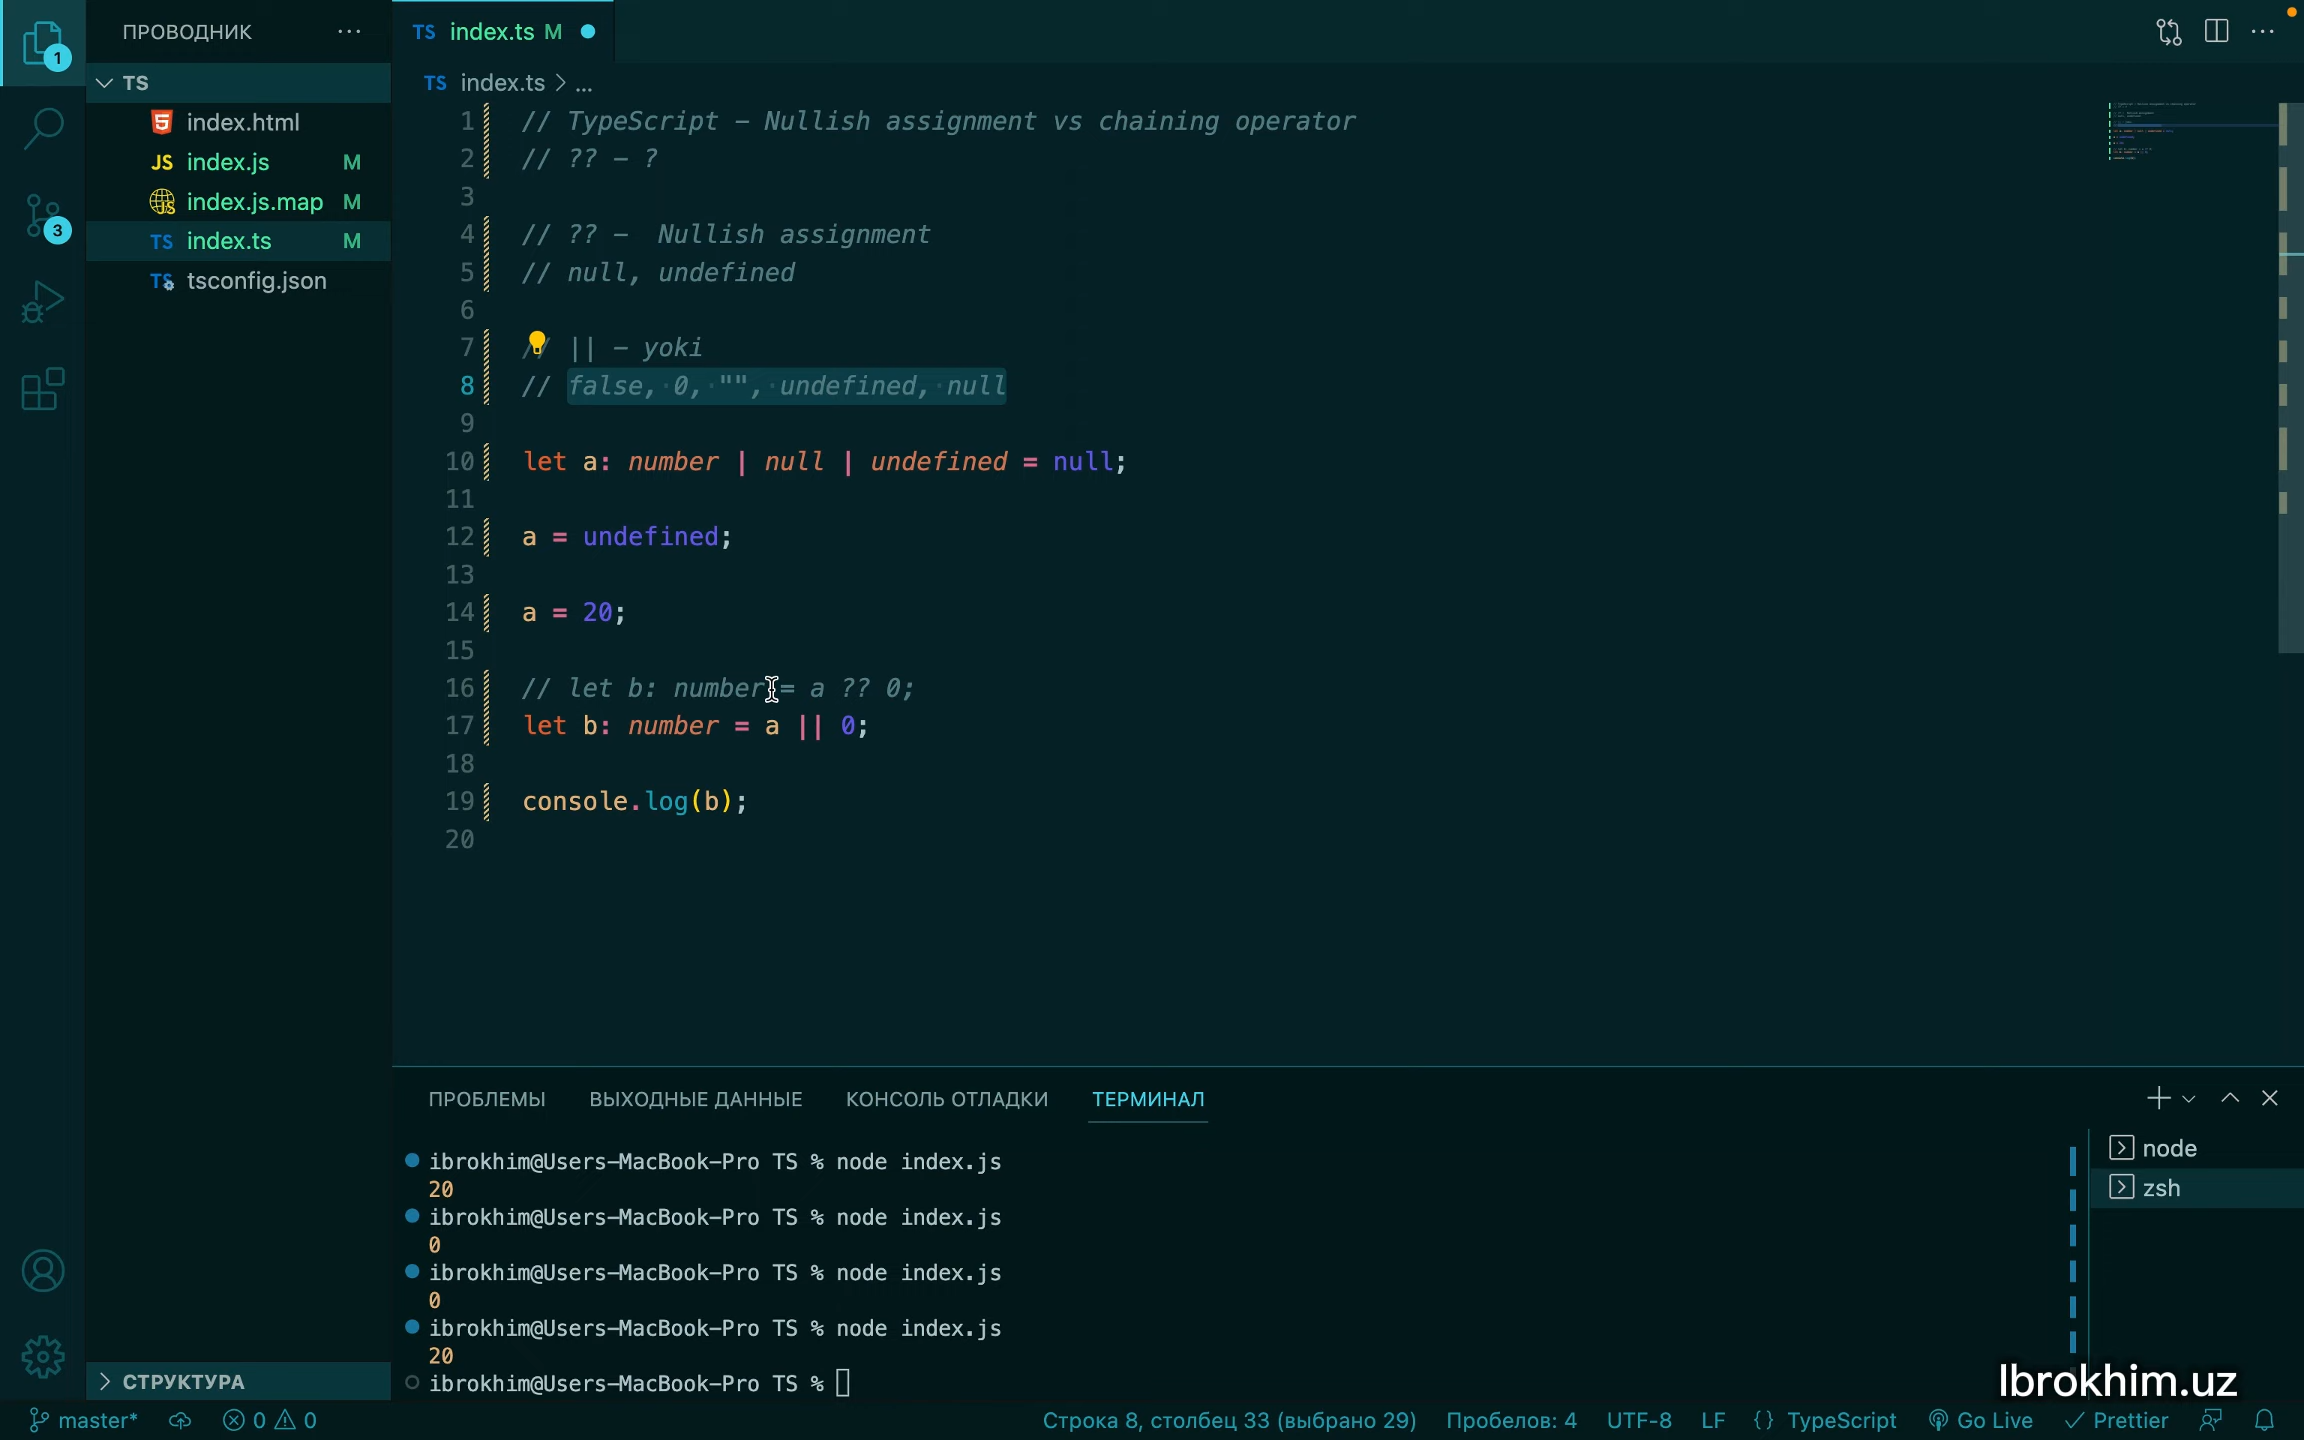 ПРОВОДНИК
TS index.ts M
1
TS
TS index.ts > ...
index.html
JS index.js M
index.js.map M
TS index.ts M
TS tsconfig.json
3
1 // TypeScript – Nullish assignment vs chaining operator
2 // ?? – ?
3
4 // ?? –  Nullish assignment
5 // null, undefined
6
7 // || – yoki
8 // false, 0, "", undefined, null
9
10 let a: number | null | undefined = null;
11
12 a = undefined;
13
14 a = 20;
15
16 // let b: number = a ?? 0;
17 let b: number = a || 0;
18
19 console.log(b);
20
ПРОБЛЕМЫ ВЫХОДНЫЕ ДАННЫЕ КОНСОЛЬ ОТЛАДКИ ТЕРМИНАЛ
ibrokhim@Users-MacBook-Pro TS % node index.js
20
ibrokhim@Users-MacBook-Pro TS % node index.js
0
ibrokhim@Users-MacBook-Pro TS % node index.js
0
ibrokhim@Users-MacBook-Pro TS % node index.js
20
ibrokhim@Users-MacBook-Pro TS %
node
zsh
СТРУКТУРА
Ibrokhim.uz
master* 0 0 Строка 8, столбец 33 (выбрано 29) Пробелов: 4 UTF-8 LF {} TypeScript Go Live Prettier